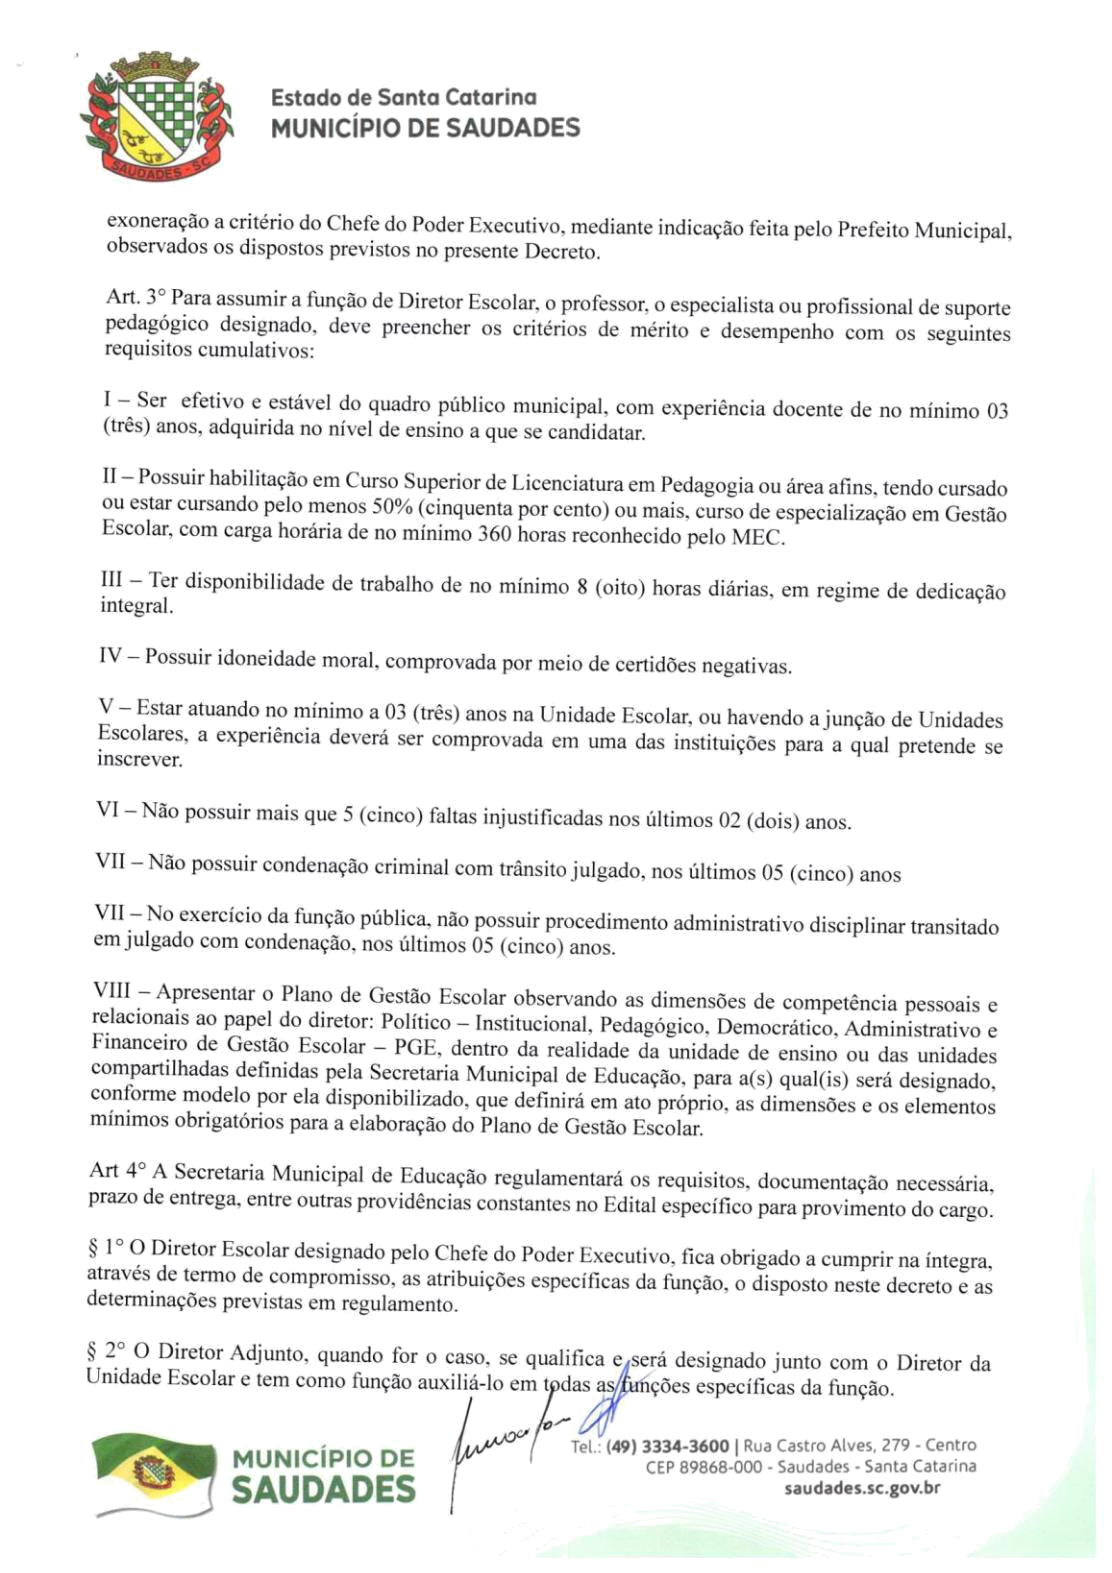 SAUDADES - SC
Estado de Santa Catarina
MUNICÍPIO DE SAUDADES
exoneração a critério do Chefe do Poder Executivo, mediante indicação feita pelo Prefeito Municipal,
observados os dispostos previstos no presente Decreto.
Art. 3° Para assumir a função de Diretor Escolar, o professor, o especialista ou profissional de suporte
pedagógico designado, deve preencher os critérios de mérito e desempenho com os seguintes
requisitos cumulativos:
I – Ser efetivo e estável do quadro público municipal, com experiência docente de no mínimo 03
(três) anos, adquirida no nível de ensino a que se candidatar.
II – Possuir habilitação em Curso Superior de Licenciatura em Pedagogia ou área afins, tendo cursado
ou estar cursando pelo menos 50% (cinquenta por cento) ou mais, curso de especialização em Gestão
Escolar, com carga horária de no mínimo 360 horas reconhecido pelo MEC.
III – Ter disponibilidade de trabalho de no mínimo 8 (oito) horas diárias, em regime de dedicação
integral.
IV – Possuir idoneidade moral, comprovada por meio de certidões negativas.
V – Estar atuando no mínimo a 03 (três) anos na Unidade Escolar, ou havendo a junção de Unidades
Escolares, a experiência deverá ser comprovada em uma das instituições para a qual pretende se
inscrever.
VI – Não possuir mais que 5 (cinco) faltas injustificadas nos últimos 02 (dois) anos.
VII – Não possuir condenação criminal com trânsito julgado, nos últimos 05 (cinco) anos
VII – No exercício da função pública, não possuir procedimento administrativo disciplinar transitado
em julgado com condenação, nos últimos 05 (cinco) anos.
VIII – Apresentar o Plano de Gestão Escolar observando as dimensões de competência pessoais e
relacionais ao papel do diretor: Político – Institucional, Pedagógico, Democrático, Administrativo e
Financeiro de Gestão Escolar – PGE, dentro da realidade da unidade de ensino ou das unidades
compartilhadas definidas pela Secretaria Municipal de Educação, para a(s) qual(is) será designado,
conforme modelo por ela disponibilizado, que definirá em ato próprio, as dimensões e os elementos
mínimos obrigatórios para a elaboração do Plano de Gestão Escolar.
Art 4° A Secretaria Municipal de Educação regulamentará os requisitos, documentação necessária,
prazo de entrega, entre outras providências constantes no Edital específico para provimento do cargo.
§ 1° O Diretor Escolar designado pelo Chefe do Poder Executivo, fica obrigado a cumprir na íntegra,
através de termo de compromisso, as atribuições específicas da função, o disposto neste decreto e as
determinações previstas em regulamento.
§ 2° O Diretor Adjunto, quando for o caso, se qualifica e será designado junto com o Diretor da
Unidade Escolar e tem como função auxiliá-lo em todas as funções específicas da função.
MUNICÍPIO DE
SAUDADES
Tel.: (49) 3334-3600 | Rua Castro Alves, 279 - Centro
CEP 89868-000 - Saudades - Santa Catarina
saudades.sc.gov.br